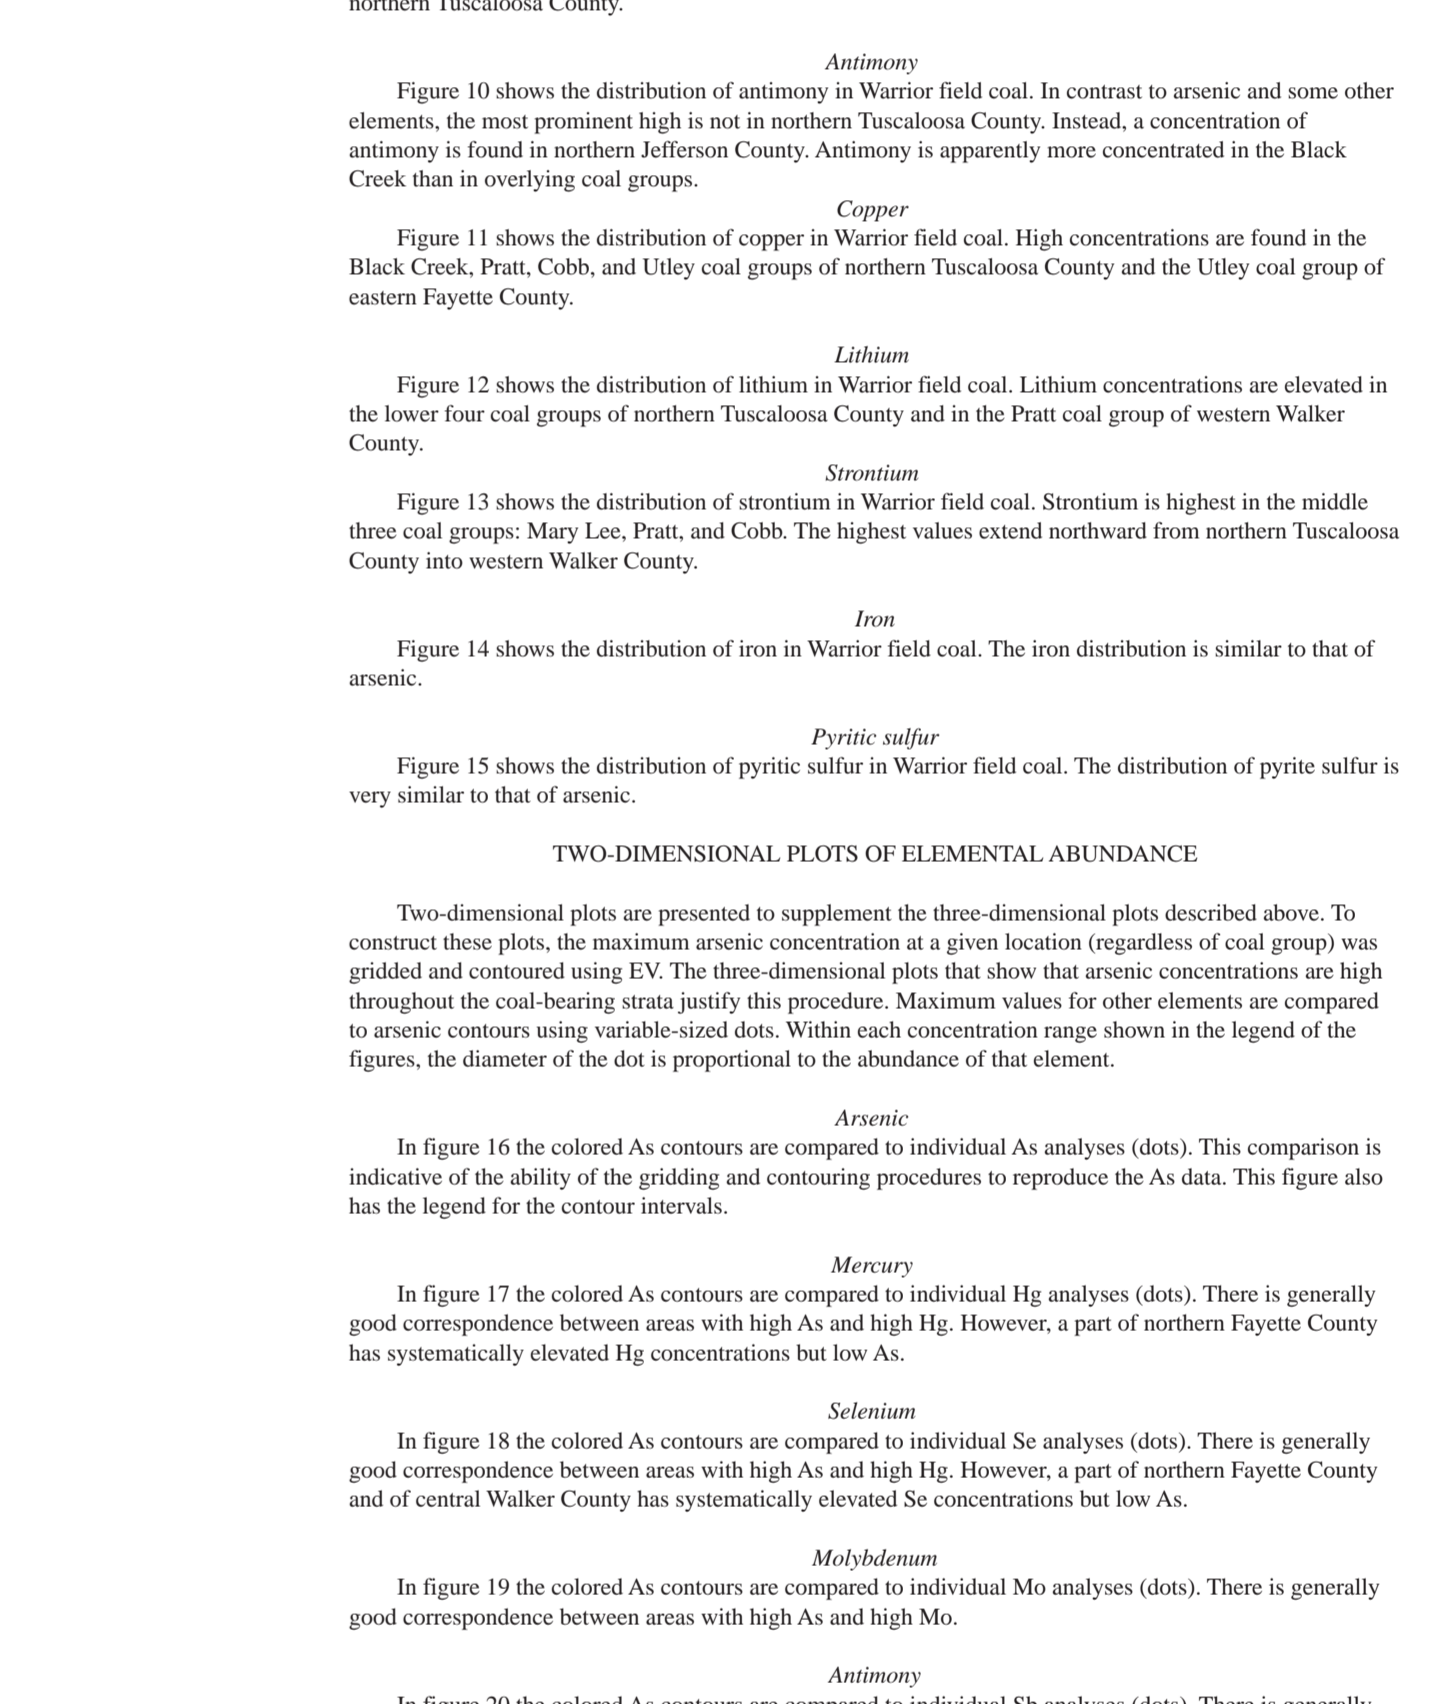 northern Tuscaloosa County.
Antimony
Figure 10 shows the distribution of antimony in Warrior field coal. In contrast to arsenic and some other
elements, the most prominent high is not in northern Tuscaloosa County. Instead, a concentration of
antimony is found in northern Jefferson County. Antimony is apparently more concentrated in the Black
Creek than in overlying coal groups.
Copper
Figure 11 shows the distribution of copper in Warrior field coal. High concentrations are found in the
Black Creek, Pratt, Cobb, and Utley coal groups of northern Tuscaloosa County and the Utley coal group of
eastern Fayette County.
Lithium
Figure 12 shows the distribution of lithium in Warrior field coal. Lithium concentrations are elevated in
the lower four coal groups of northern Tuscaloosa County and in the Pratt coal group of western Walker
County.
Strontium
Figure 13 shows the distribution of strontium in Warrior field coal. Strontium is highest in the middle
three coal groups: Mary Lee, Pratt, and Cobb. The highest values extend northward from northern Tuscaloosa
County into western Walker County.
Iron
Figure 14 shows the distribution of iron in Warrior field coal. The iron distribution is similar to that of
arsenic.
Pyritic sulfur
Figure 15 shows the distribution of pyritic sulfur in Warrior field coal. The distribution of pyrite sulfur is
very similar to that of arsenic.
TWO-DIMENSIONAL PLOTS OF ELEMENTAL ABUNDANCE
Two-dimensional plots are presented to supplement the three-dimensional plots described above. To
construct these plots, the maximum arsenic concentration at a given location (regardless of coal group) was
gridded and contoured using EV. The three-dimensional plots that show that arsenic concentrations are high
throughout the coal-bearing strata justify this procedure. Maximum values for other elements are compared
to arsenic contours using variable-sized dots. Within each concentration range shown in the legend of the
figures, the diameter of the dot is proportional to the abundance of that element.
Arsenic
In figure 16 the colored As contours are compared to individual As analyses (dots). This comparison is
indicative of the ability of the gridding and contouring procedures to reproduce the As data. This figure also
has the legend for the contour intervals.
Mercury
In figure 17 the colored As contours are compared to individual Hg analyses (dots). There is generally
good correspondence between areas with high As and high Hg. However, a part of northern Fayette County
has systematically elevated Hg concentrations but low As.
Selenium
In figure 18 the colored As contours are compared to individual Se analyses (dots). There is generally
good correspondence between areas with high As and high Hg. However, a part of northern Fayette County
and of central Walker County has systematically elevated Se concentrations but low As.
Molybdenum
In figure 19 the colored As contours are compared to individual Mo analyses (dots). There is generally
good correspondence between areas with high As and high Mo.
Antimony
In figure 20 the colored As contours are compared to individual Sb analyses (dots). There is generally